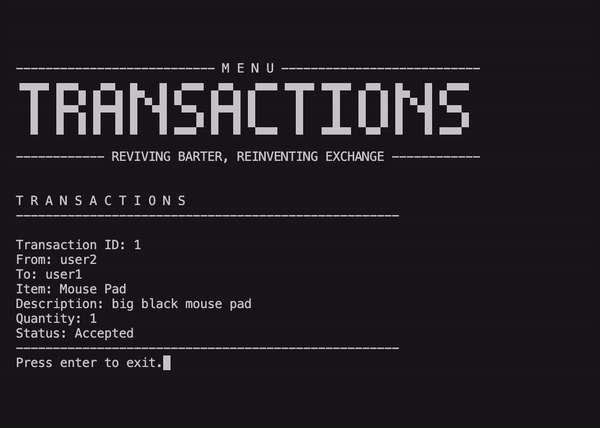 --------------------------- M E N U ---------------------------
TRANSACTIONS
------------ REVIVING BARTER, REINVENTING EXCHANGE ------------
T R A N S A C T I O N S
----------------------------------------------------
Transaction ID: 1
From: user2
To: user1
Item: Mouse Pad
Description: big black mouse pad
Quantity: 1
Status: Accepted
----------------------------------------------------
Press enter to exit.